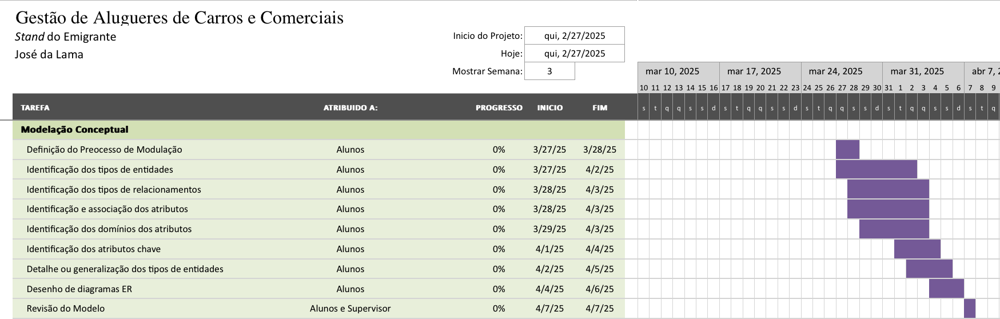 Gestão de Alugueres de Carros e Comerciais
Stand do Emigrante
Inicio do Projeto: qui, 2/27/2025
José da Lama
Hoje: qui, 2/27/2025
Mostrar Semana: 3
mar 10, 2025 mar 17, 2025 mar 24, 2025 mar 31, 2025 abr 7, 2
10 11 12 13 14 15 16 17 18 19 20 21 22 23 24 25 26 27 28 29 30 31 1 2 3 4 5 6 7 8 9
TAREFA ATRIBUIDO A: PROGRESSO INICIO FIM s t q q s s d s t q q s s d s t q q s s d s t q q s s d s t q
Modelação Conceptual
Definição do Preocesso de Modulação Alunos 0% 3/27/25 3/28/25
Identificação dos tipos de entidades Alunos 0% 3/27/25 4/2/25
Identificação dos tipos de relacionamentos Alunos 0% 3/28/25 4/3/25
Identificação e associação dos atributos Alunos 0% 3/28/25 4/3/25
Identificação dos domínios dos atributos Alunos 0% 3/29/25 4/3/25
Identificação dos atributos chave Alunos 0% 4/1/25 4/4/25
Detalhe ou generalização dos tipos de entidades Alunos 0% 4/2/25 4/5/25
Desenho de diagramas ER Alunos 0% 4/4/25 4/6/25
Revisão do Modelo Alunos e Supervisor 0% 4/7/25 4/7/25